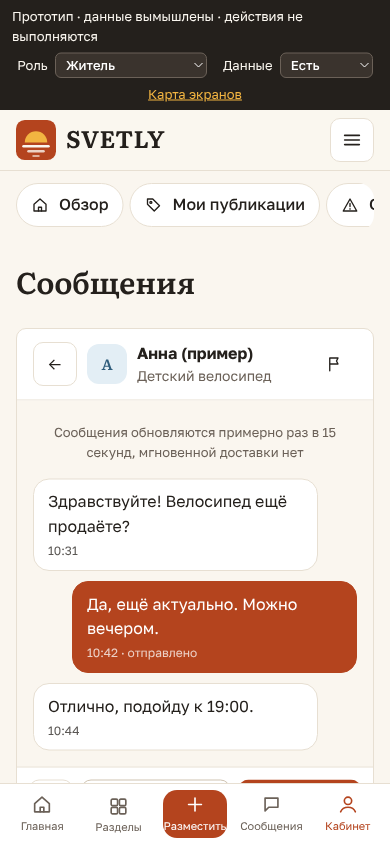 Прототип · данные вымышлены · действия не
выполняются
Роль Житель Данные Есть
Карта экранов
SVETLY
Обзор Мои публикации
Сообщения
А Анна (пример)
Детский велосипед
Сообщения обновляются примерно раз в 15
секунд, мгновенной доставки нет
Здравствуйте! Велосипед ещё
продаёте?
10:31
Да, ещё актуально. Можно
вечером.
10:42 · отправлено
Отлично, подойду к 19:00.
10:44
Главная Разделы Разместить Сообщения Кабинет